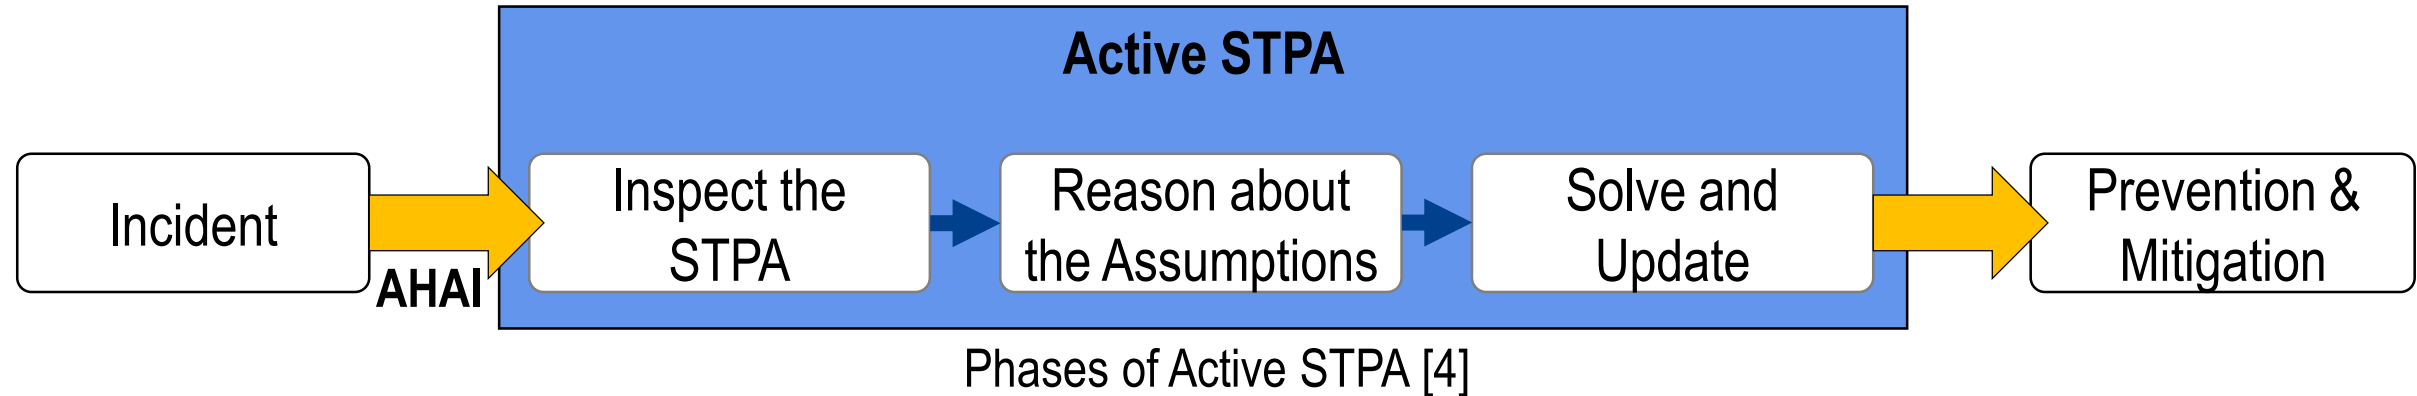 Active STPA
Incident
AHAI
Inspect the
STPA
Reason about
the Assumptions
Solve and
Update
Prevention &
Mitigation
Phases of Active STPA [4]